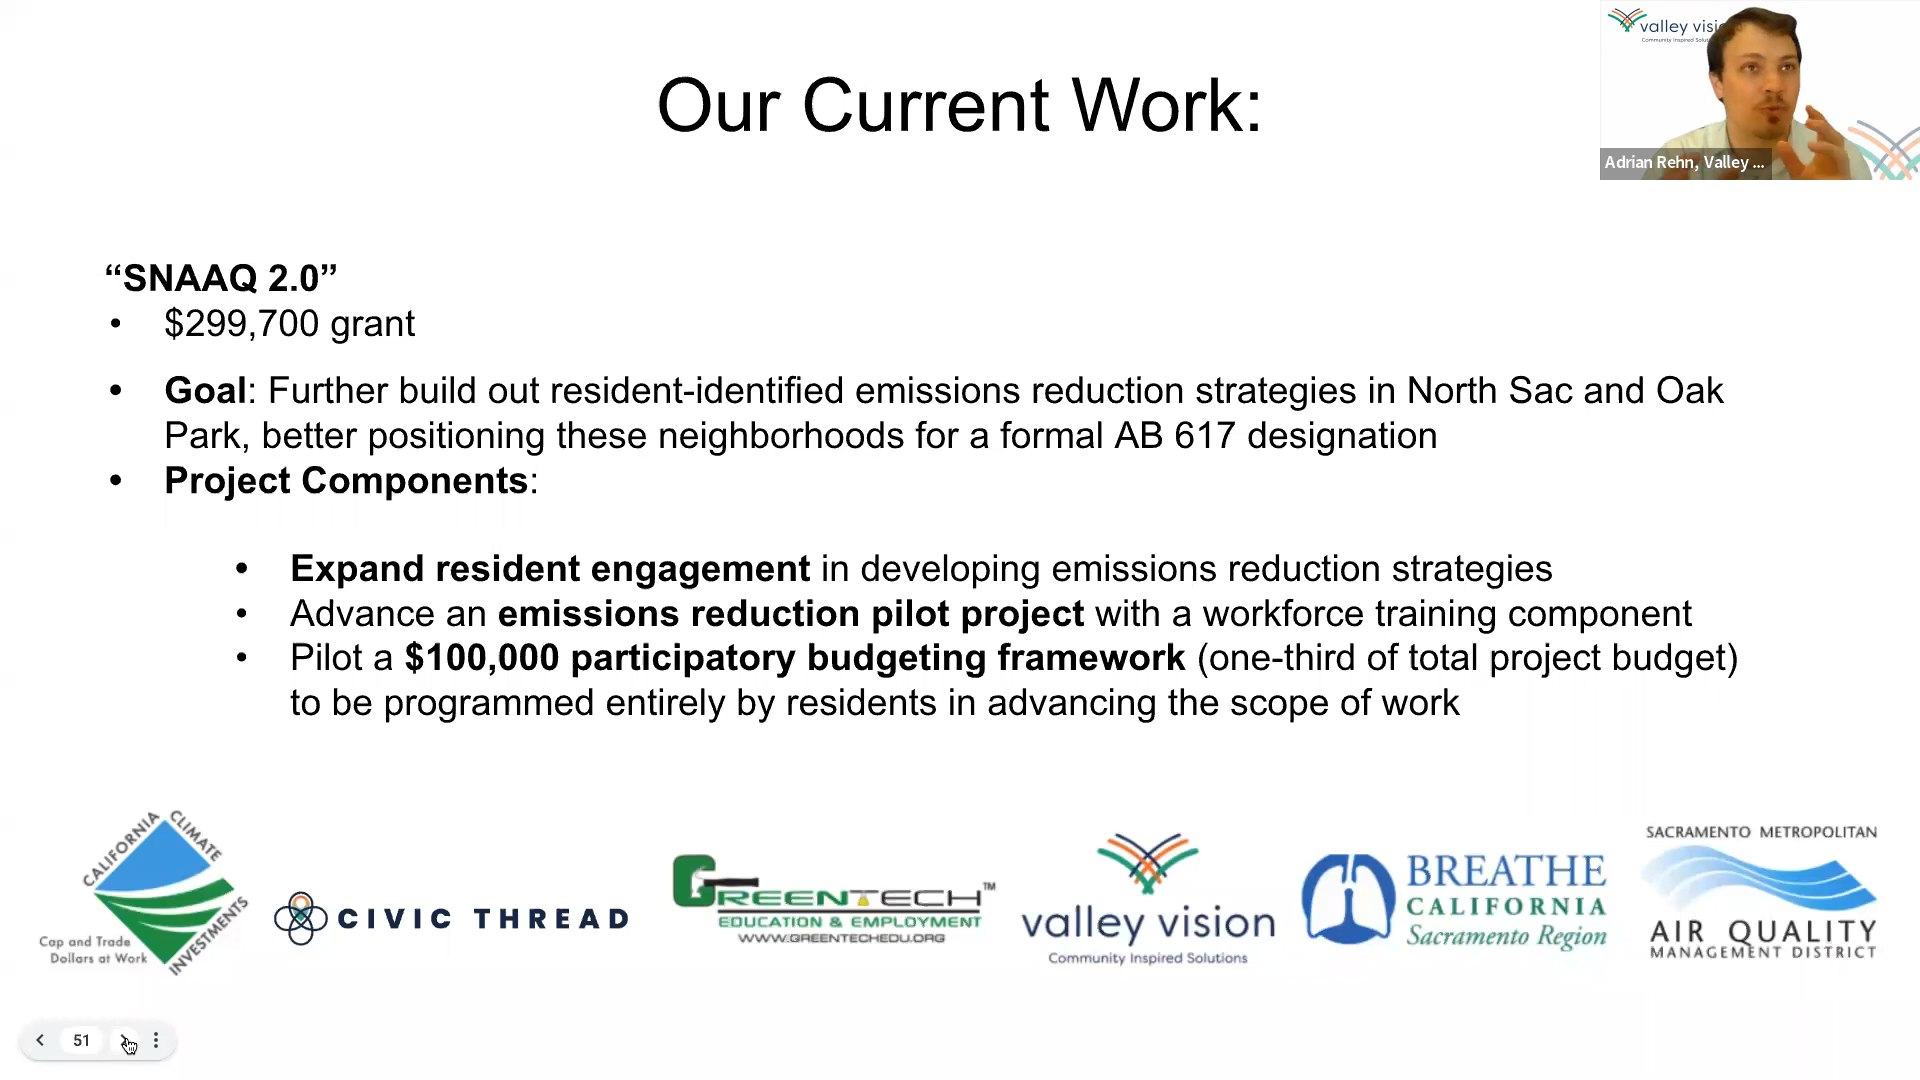 Our Current Work:
valley visi
Community Inspired Solut
Adrian Rehn, Valley ...
“SNAAQ 2.0”
• $299,700 grant
• Goal: Further build out resident-identified emissions reduction strategies in North Sac and Oak
Park, better positioning these neighborhoods for a formal AB 617 designation
• Project Components:
• Expand resident engagement in developing emissions reduction strategies
• Advance an emissions reduction pilot project with a workforce training component
• Pilot a $100,000 participatory budgeting framework (one-third of total project budget)
to be programmed entirely by residents in advancing the scope of work
CALIFORNIA CLIMATE
INVESTMENTS
Cap and Trade
Dollars at Work
CIVIC THREAD
GREENTECH™
EDUCATION & EMPLOYMENT
WWW.GREENTECHEDU.ORG
valley vision
Community Inspired Solutions
BREATHE
CALIFORNIA
Sacramento Region
SACRAMENTO METROPOLITAN
AIR QUALITY
MANAGEMENT DISTRICT
51